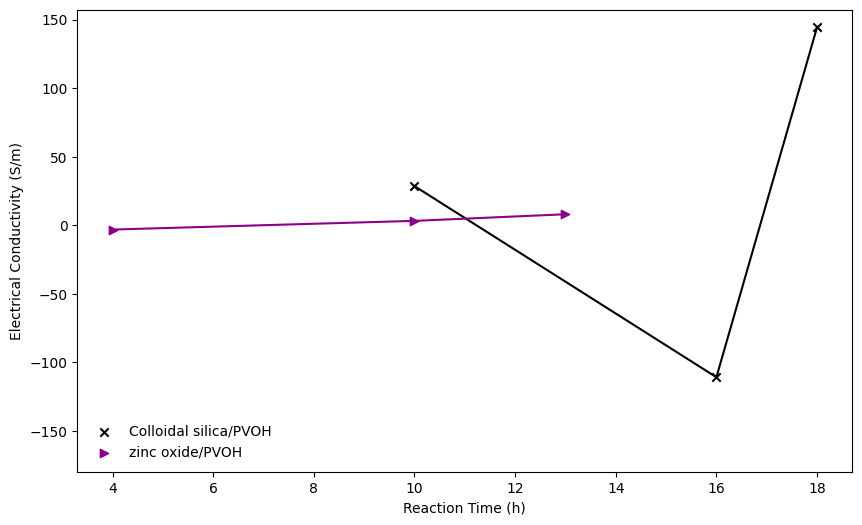 150
100
50
0
−50
−100
−150
Electrical Conductivity (S/m)
Colloidal silica/PVOH
zinc oxide/PVOH
4 6 8 10 12 14 16 18
Reaction Time (h)